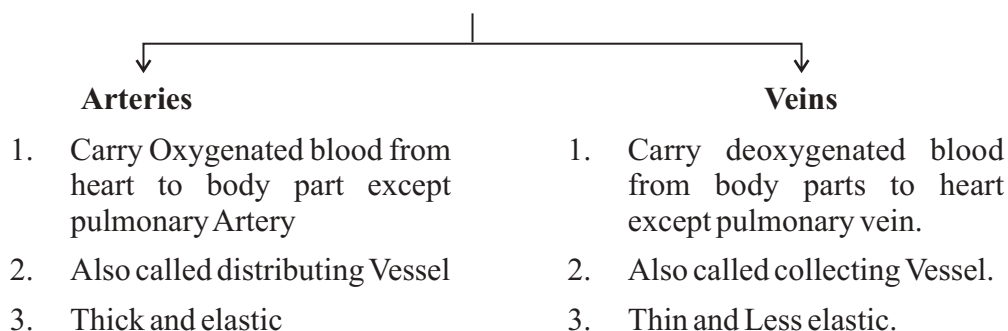 Arteries
1. Carry Oxygenated blood from
heart to body part except
pulmonary Artery
2. Also called distributing Vessel
3. Thick and elastic
Veins
1. Carry deoxygenated blood
from body parts to heart
except pulmonary vein.
2. Also called collecting Vessel.
3. Thin and Less elastic.